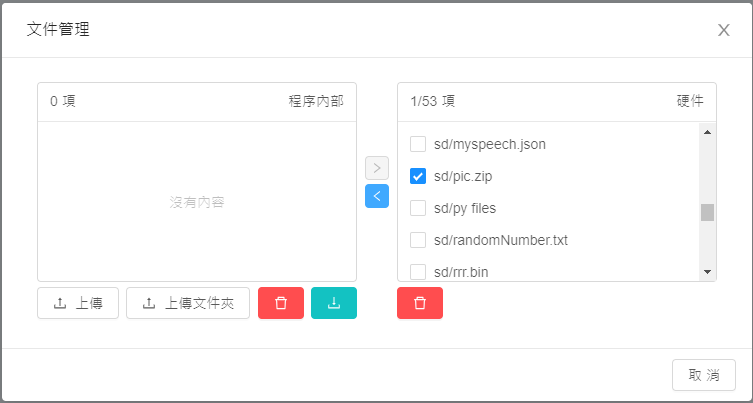 文件管理
0 項 程序內部
沒有內容
上傳 上傳文件夾
1/53 項 硬件
sd/myspeech.json
sd/pic.zip
sd/py files
sd/randomNumber.txt
sd/rrr.bin
取 消